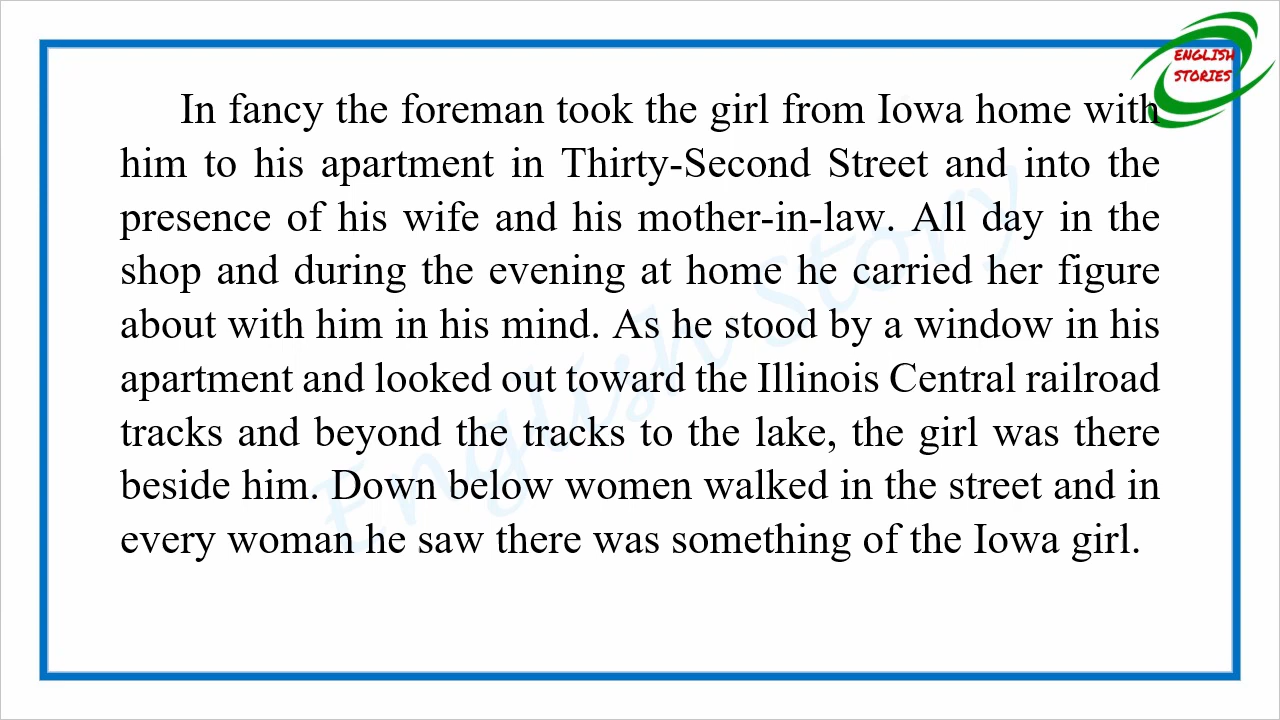 ENGLISH
STORIES
In fancy the foreman took the girl from Iowa home with
him to his apartment in Thirty-Second Street and into the
presence of his wife and his mother-in-law. All day in the
shop and during the evening at home he carried her figure
about with him in his mind. As he stood by a window in his
apartment and looked out toward the Illinois Central railroad
tracks and beyond the tracks to the lake, the girl was there
beside him. Down below women walked in the street and in
every woman he saw there was something of the Iowa girl.
English Story